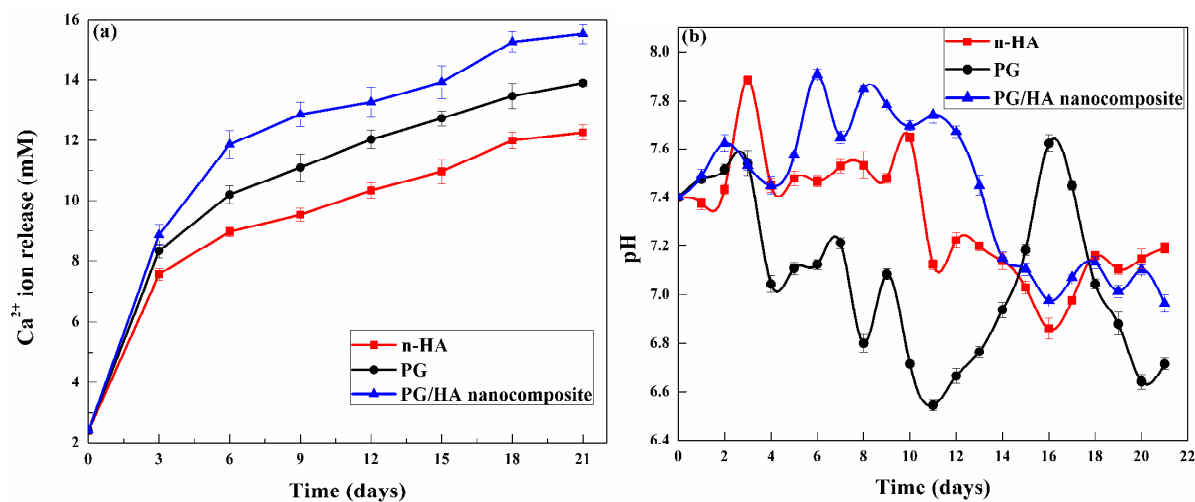 (a)
16
14
12
10
8
6
4
2
Ca2+ ion release (mM)
n-HA
PG
PG/HA nanocomposite
0 3 6 9 12 15 18 21
Time (days)
(b)
8.0
7.8
7.6
7.4
7.2
7.0
6.8
6.6
6.4
pH
n-HA
PG
PG/HA nanocomposite
0 2 4 6 8 10 12 14 16 18 20 22
Time (days)